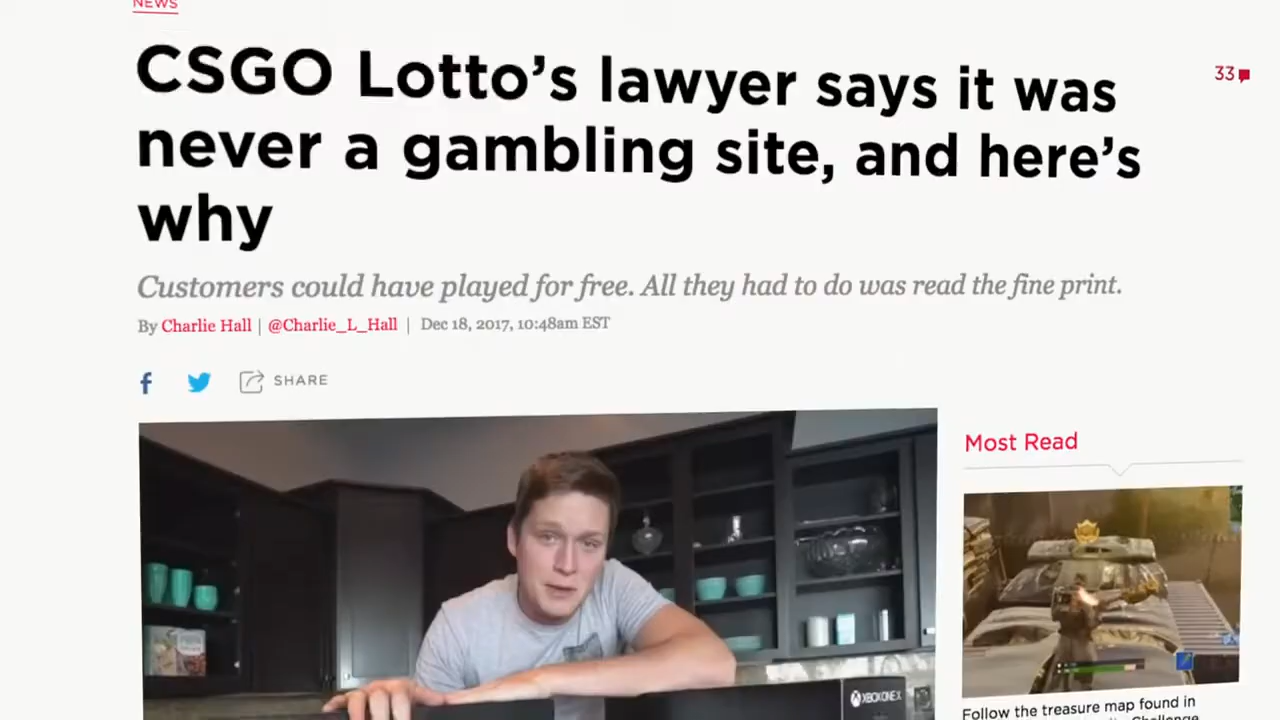 NEWS
CSGO Lotto’s lawyer says it was
never a gambling site, and here’s
why
33
Customers could have played for free. All they had to do was read the fine print.
By Charlie Hall | @Charlie_L_Hall | Dec 18, 2017, 10:48am EST
SHARE
Most Read
XBOX ONE X
Follow the treasure map found in
Challenge